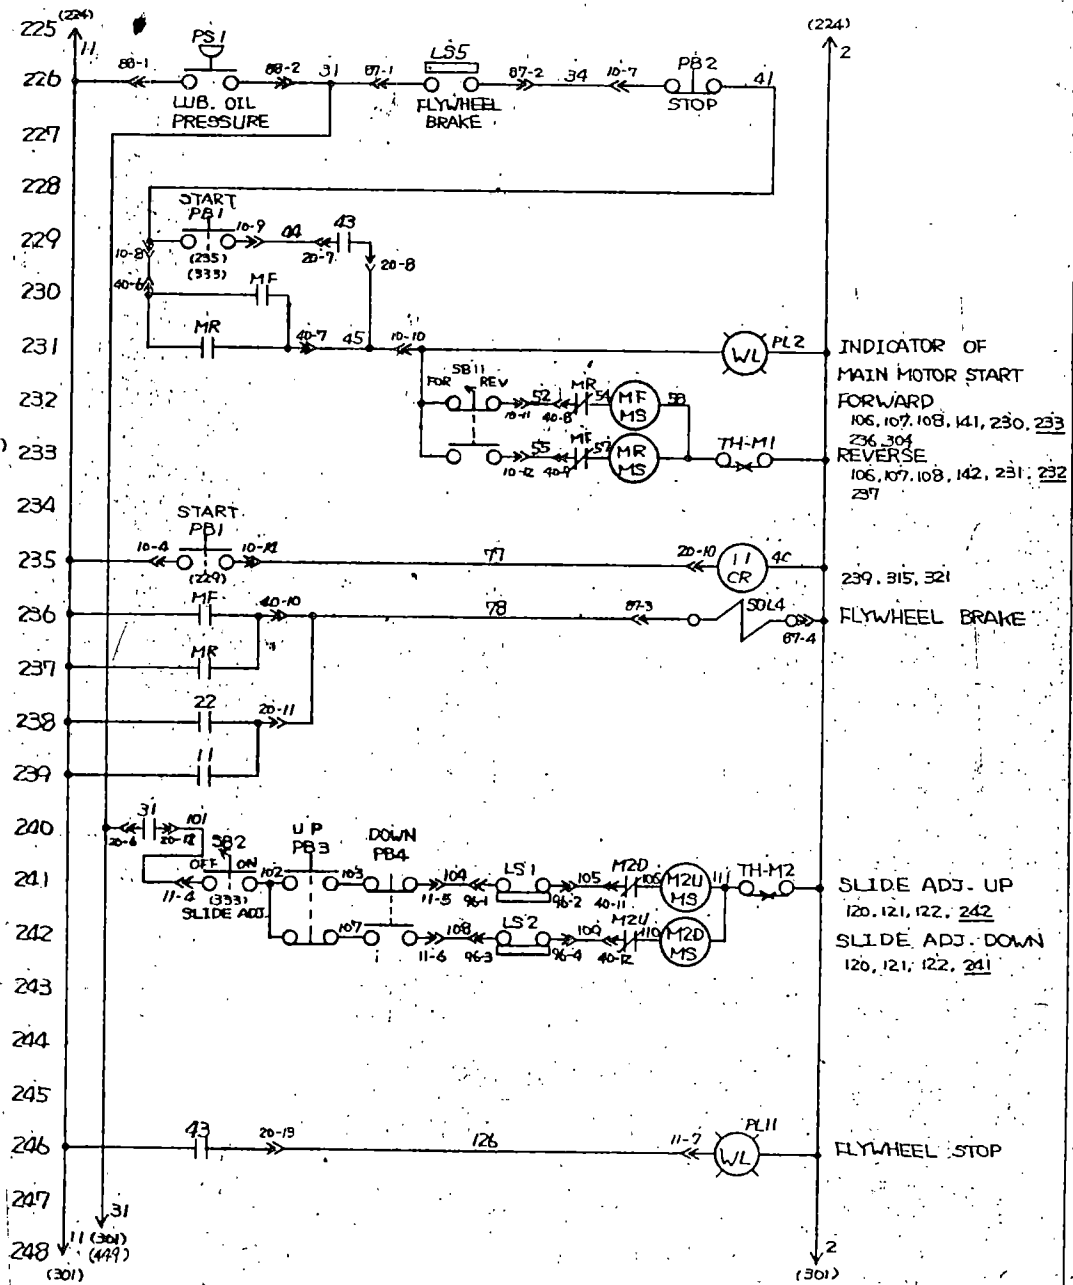 225 (224) (224)
11 PS1 LS5 2
226 88-1 88-2 31 87-1 87-2 34 10-7 PB2 41
LUB. OIL FLYWHEEL STOP
PRESSURE BRAKE
227
228
START
PB1
229 10-9 44 43
10-8 (235) 20-7 20-8
(333)
230 40-6 MF
231 MR 40-7 45 10-10 WL PL2 INDICATOR OF
MAIN MOTOR START
SB11
FOR REV
232 52 MR 54 MF 58 FORWARD
10-11 40-8 MS 106, 107, 108, 141, 230, 233
236, 304
233 55 MF 57 MR TH-M1 REVERSE
10-12 40-9 MS 106, 107, 108, 142, 231, 232
237
234
START
PB1
235 10-4 77 20-10 11 4C
(229) CR 239, 315, 321
236 MF 40-10 78 87-3 SOL4 FLYWHEEL BRAKE
87-4
237 MR
238 22 20-11
239 11
240 31 101
20-6 20-12 SB2 UP DOWN
PB3 PB4
241 OFF ON 102 103 104 LS1 105 M2D 106 M2U 111 TH-M2 SLIDE ADJ. UP
11-4 (333) 11-5 96-1 96-2 40-11 MS 120, 121, 122, 242
SLIDE ADJ.
242 107 108 LS2 109 M2U 110 M2D SLIDE ADJ. DOWN
11-6 96-3 96-4 40-12 MS 120, 121, 122, 241
243
244
245
246 43 20-13 126 11-7 WL PL11 FLYWHEEL STOP
247
31
248 11 (301) 2
(449)
(301) (301)